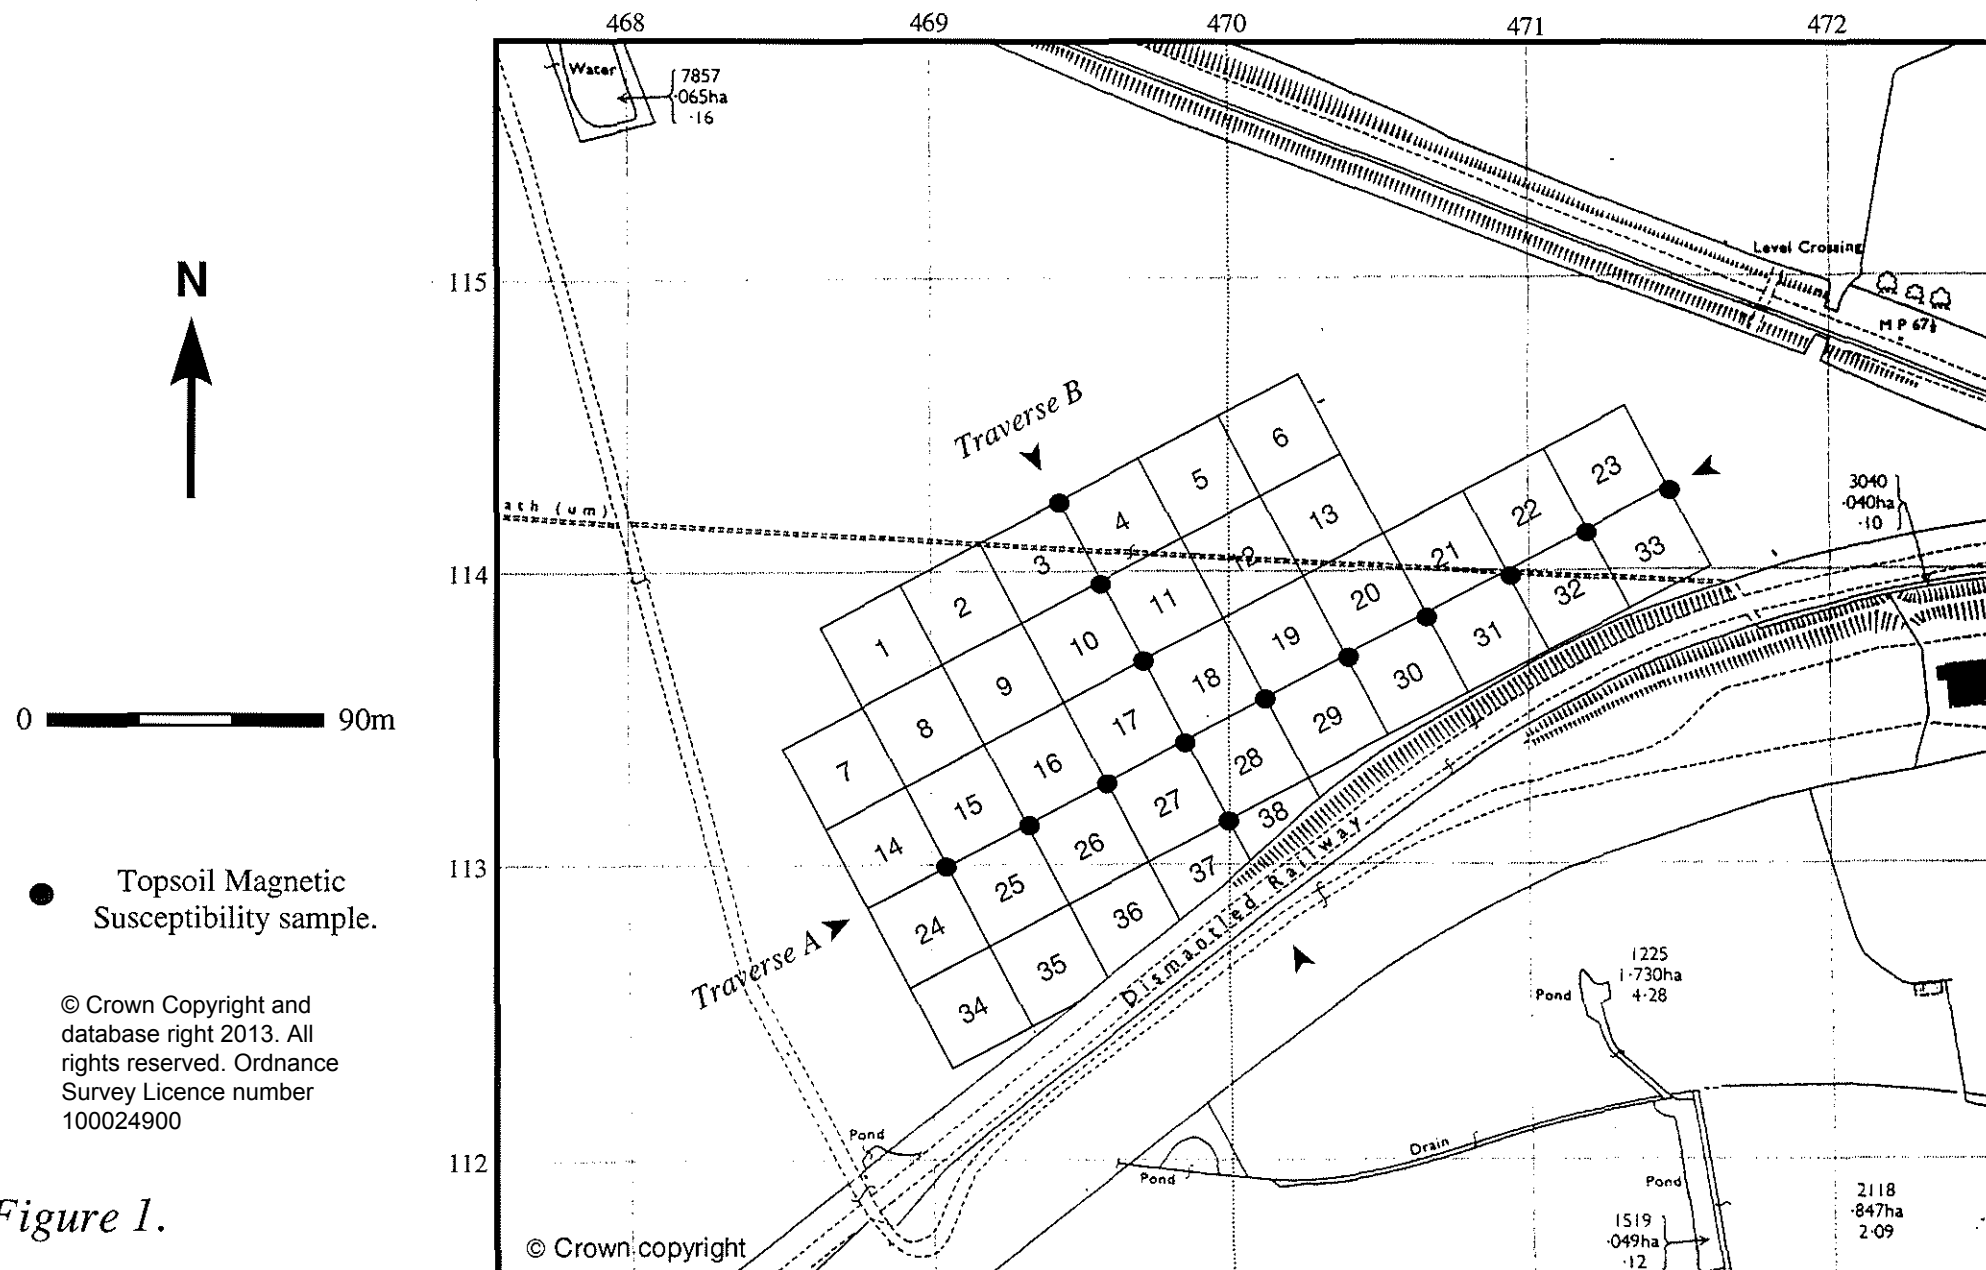 468 469 470 471 472
Water
7857
·065ha
·16
Level Crossing
115
N
M P 67½
Traverse B
3040
·040ha
·10
ath (um)
114
1 2 3 4 5 6
7 8 9 10 11 12 13
14 15 16 17 18 19 20 21 22 23
24 25 26 27 28 29 30 31 32 33
34 35 36 37 38
0 90m
113
Topsoil Magnetic
Susceptibility sample.
Traverse A
Dismantled Railway
© Crown Copyright and
database right 2013. All
rights reserved. Ordnance
Survey Licence number
100024900
1225
1·730ha
4·28
Pond
Pond
112
Drain
Pond
Pond
2118
·847ha
2·09
1519
·049ha
·12
Figure 1.
© Crown copyright